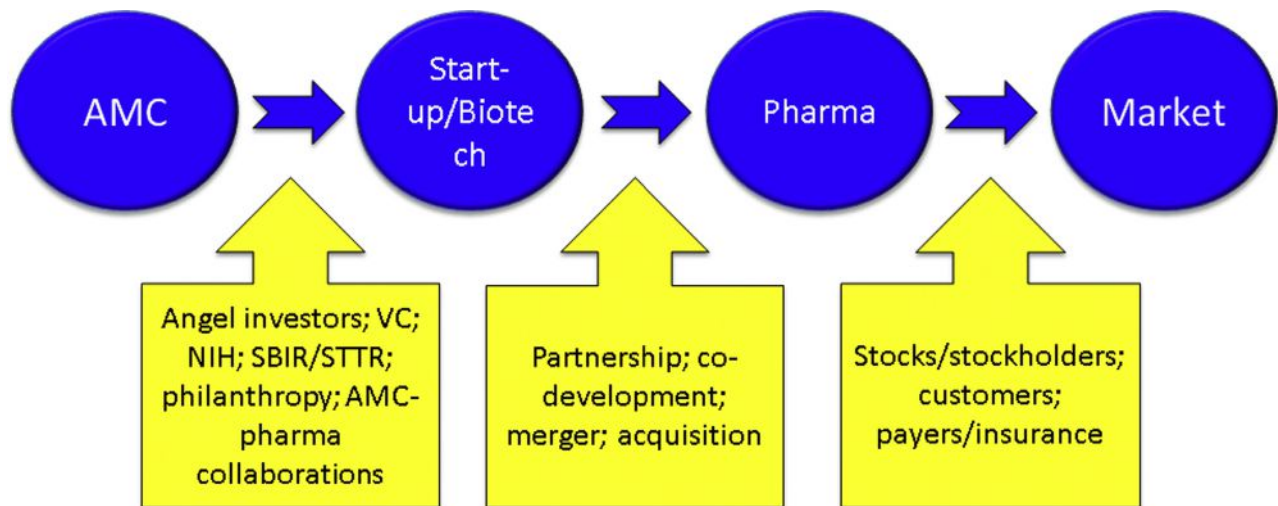 AMC
Start-
up/Biote
ch
Pharma
Market
Angel investors; VC;
NIH; SBIR/STTR;
philanthropy; AMC-
pharma
collaborations
Partnership; co-
development;
merger; acquisition
Stocks/stockholders;
customers;
payers/insurance